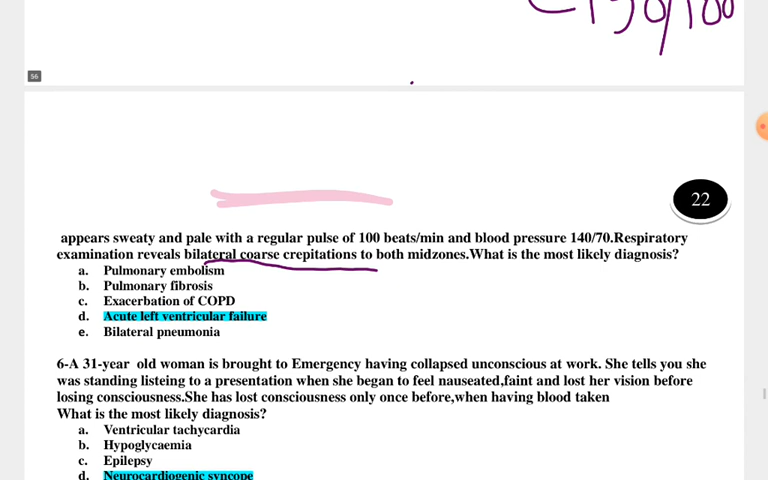 150/100
56
22
appears sweaty and pale with a regular pulse of 100 beats/min and blood pressure 140/70.Respiratory
examination reveals bilateral coarse crepitations to both midzones.What is the most likely diagnosis?
a. Pulmonary embolism
b. Pulmonary fibrosis
c. Exacerbation of COPD
d. Acute left ventricular failure
e. Bilateral pneumonia
6-A 31-year old woman is brought to Emergency having collapsed unconscious at work. She tells you she
was standing listeing to a presentation when she began to feel nauseated,faint and lost her vision before
losing consciousness.She has lost consciousness only once before,when having blood taken
What is the most likely diagnosis?
a. Ventricular tachycardia
b. Hypoglycaemia
c. Epilepsy
d. Neurocardiogenic syncope